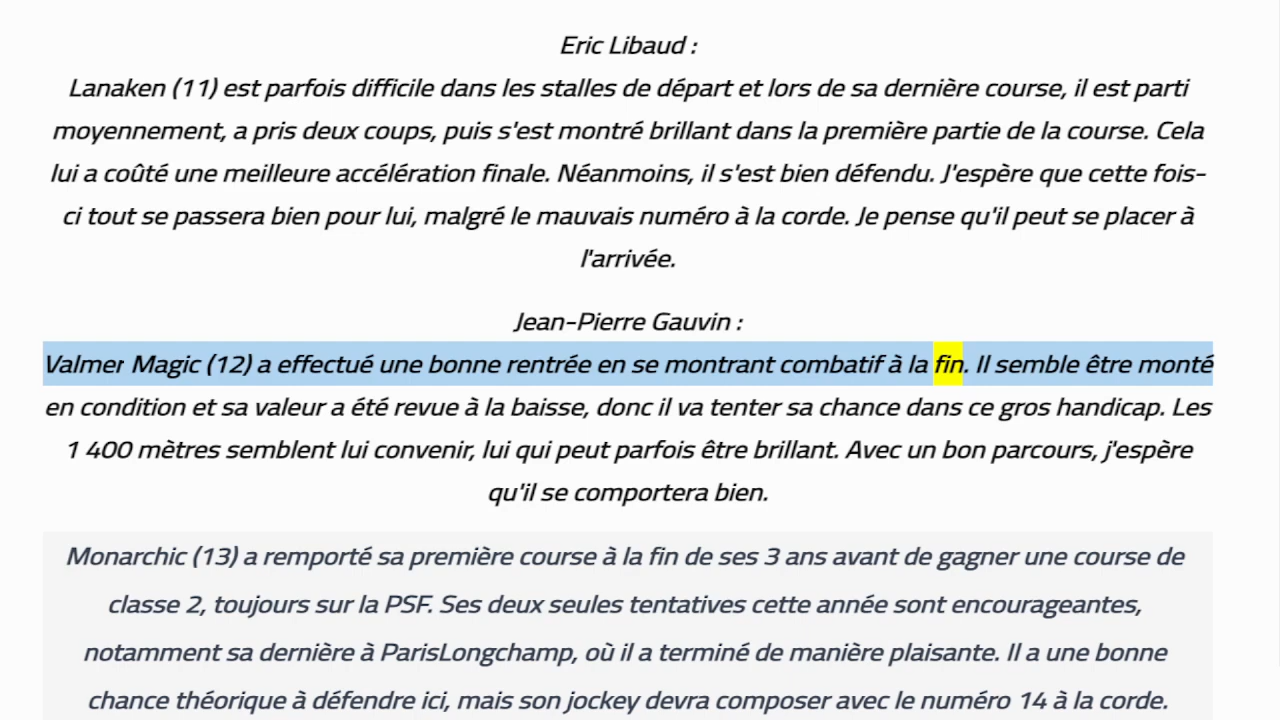 Eric Libaud :
Lanaken (11) est parfois difficile dans les stalles de départ et lors de sa dernière course, il est parti
moyennement, a pris deux coups, puis s'est montré brillant dans la première partie de la course. Cela
lui a coûté une meilleure accélération finale. Néanmoins, il s'est bien défendu. J'espère que cette fois-
ci tout se passera bien pour lui, malgré le mauvais numéro à la corde. Je pense qu'il peut se placer à
l'arrivée.
Jean-Pierre Gauvin :
Valmer Magic (12) a effectué une bonne rentrée en se montrant combatif à la fin. Il semble être monté
en condition et sa valeur a été revue à la baisse, donc il va tenter sa chance dans ce gros handicap. Les
1 400 mètres semblent lui convenir, lui qui peut parfois être brillant. Avec un bon parcours, j'espère
qu'il se comportera bien.
Monarchic (13) a remporté sa première course à la fin de ses 3 ans avant de gagner une course de
classe 2, toujours sur la PSF. Ses deux seules tentatives cette année sont encourageantes,
notamment sa dernière à ParisLongchamp, où il a terminé de manière plaisante. Il a une bonne
chance théorique à défendre ici, mais son jockey devra composer avec le numéro 14 à la corde.